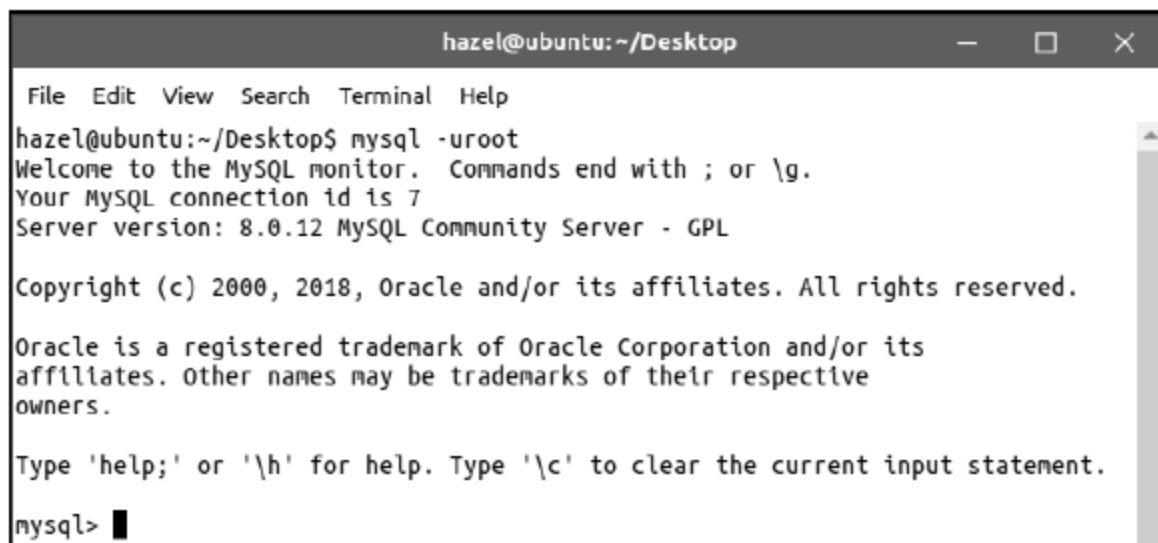 hazel@ubuntu:~/Desktop
File Edit View Search Terminal Help
hazel@ubuntu:~/Desktop$ mysql -uroot
Welcome to the MySQL monitor.  Commands end with ; or \g.
Your MySQL connection id is 7
Server version: 8.0.12 MySQL Community Server - GPL
Copyright (c) 2000, 2018, Oracle and/or its affiliates. All rights reserved.
Oracle is a registered trademark of Oracle Corporation and/or its
affiliates. Other names may be trademarks of their respective
owners.
Type 'help;' or '\h' for help. Type '\c' to clear the current input statement.
mysql>